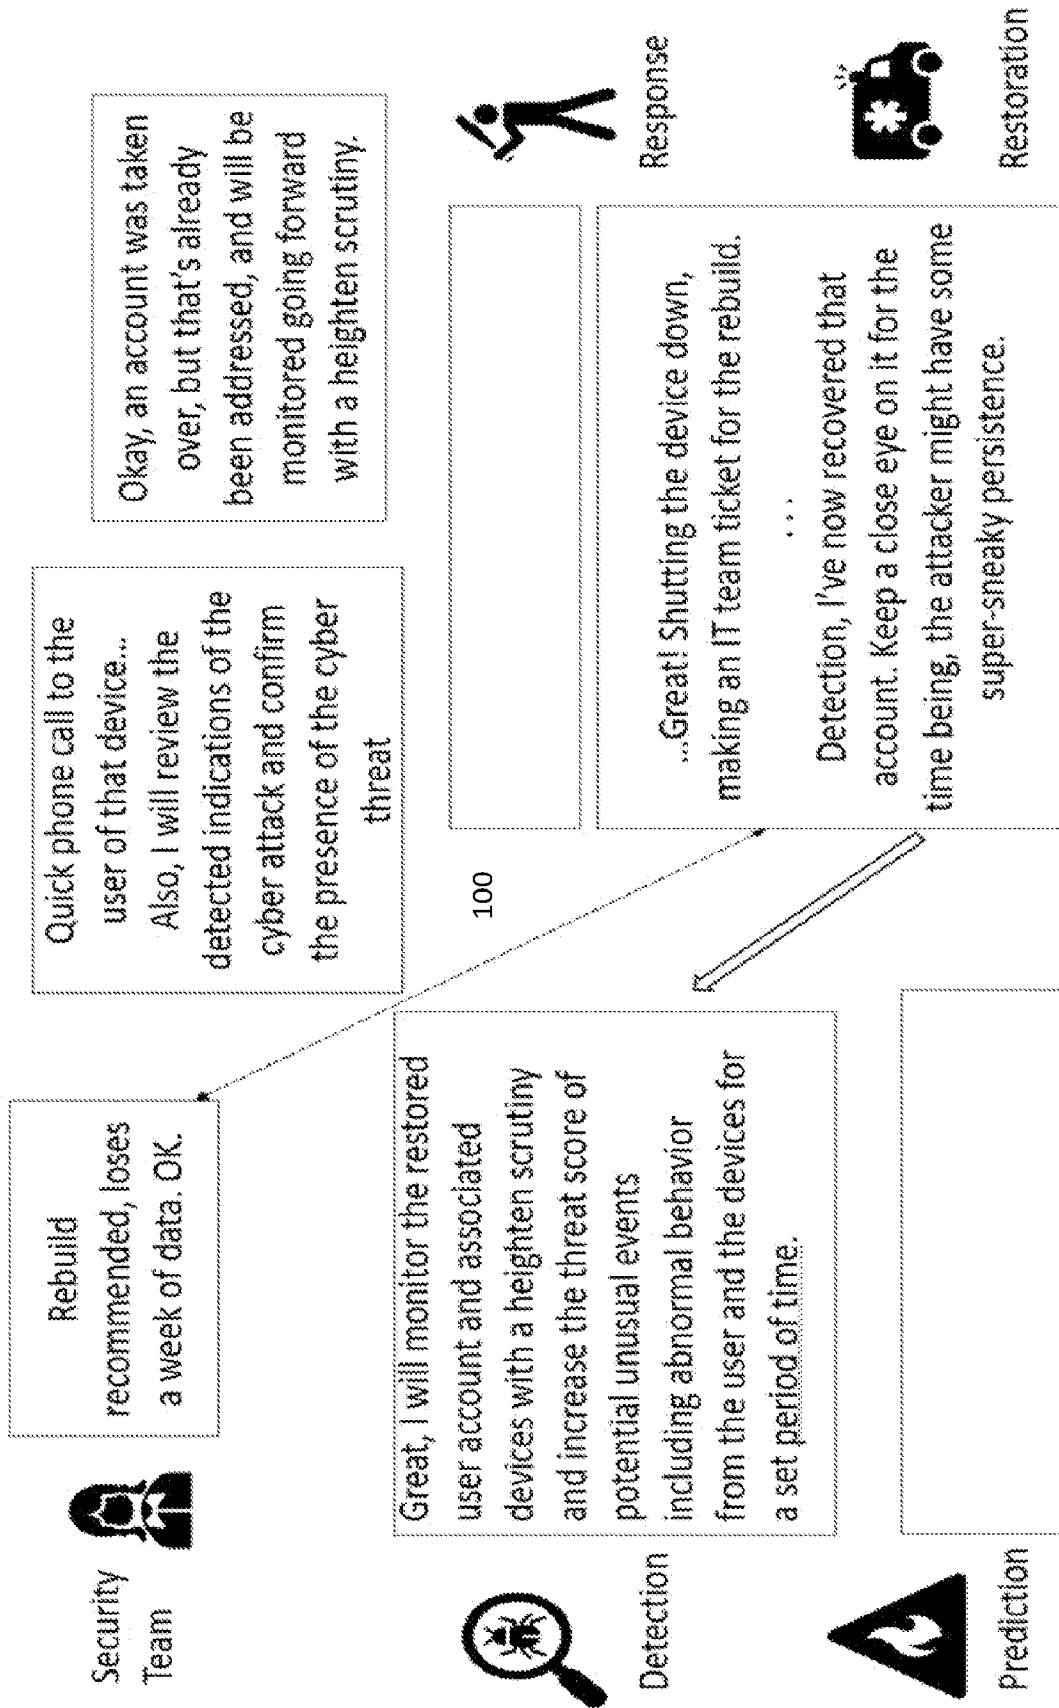 Security
Team
Rebuild
recommended, loses
a week of data. OK.
Quick phone call to the
user of that device...
Also, I will review the
detected indications of the
cyber attack and confirm
the presence of the cyber
threat
Okay, an account was taken
over, but that's already
been addressed, and will be
monitored going forward
with a heighten scrutiny.
Detection
Great, I will monitor the restored
user account and associated
devices with a heighten scrutiny
and increase the threat score of
potential unusual events
including abnormal behavior
from the user and the devices for
a set period of time.
100
Response
Prediction
...Great! Shutting the device down,
making an IT team ticket for the rebuild.
...
Detection, I've now recovered that
account. Keep a close eye on it for the
time being, the attacker might have some
super-sneaky persistence.
Restoration